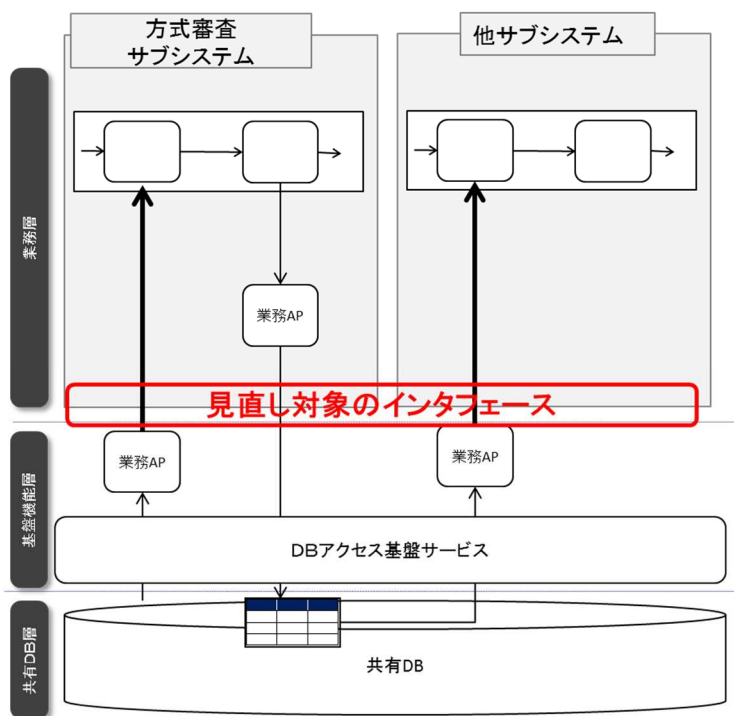 方式審査
サブシステム
他サブシステム
業務層
業務AP
見直し対象のインタフェース
業務AP
業務AP
基盤機能層
DBアクセス基盤サービス
共有DB層
共有DB